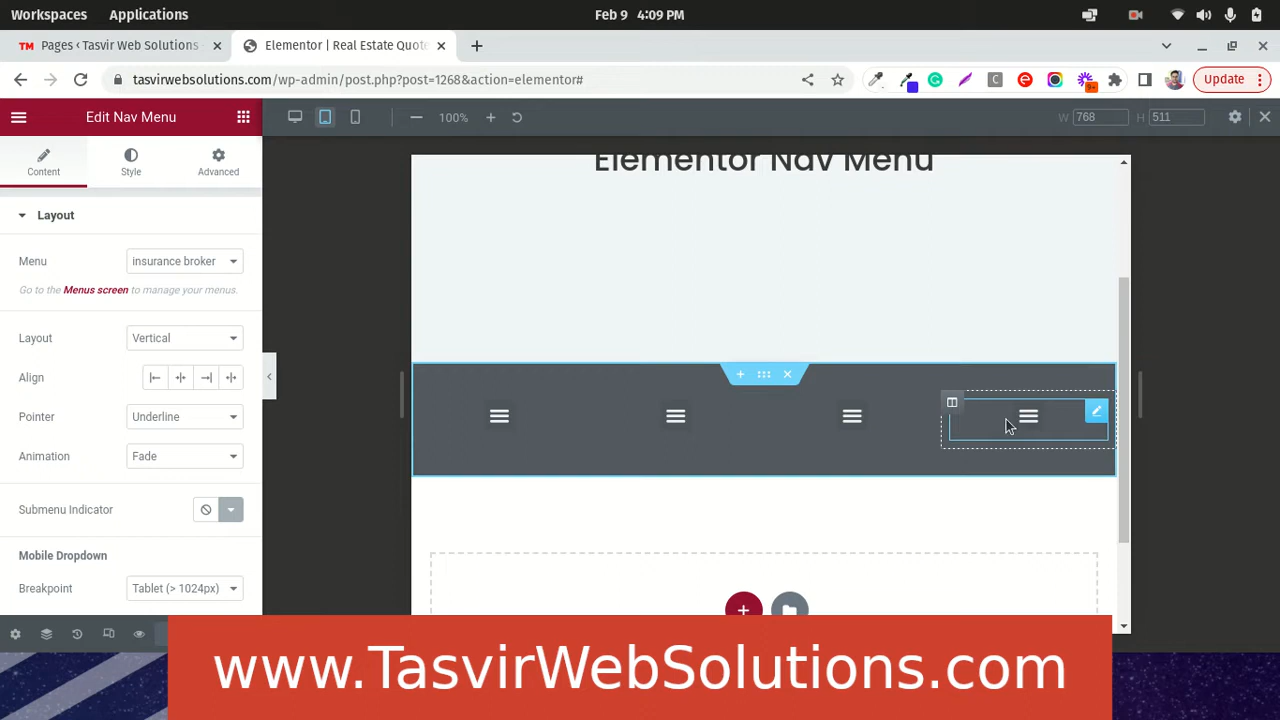 Workspaces Applications Feb 9 4:09 PM
Pages ‹ Tasvir Web Solutions Elementor | Real Estate Quote
tasvirwebsolutions.com/wp-admin/post.php?post=1268&action=elementor# 9+ Update
Edit Nav Menu 100% W 768 H 511
Content Style Advanced
Elementor Nav Menu
Layout
Menu insurance broker
Go to the Menus screen to manage your menus.
Layout Vertical
Align
Pointer Underline
Animation Fade
Submenu Indicator
Mobile Dropdown
Breakpoint Tablet (> 1024px)
www.TasvirWebSolutions.com